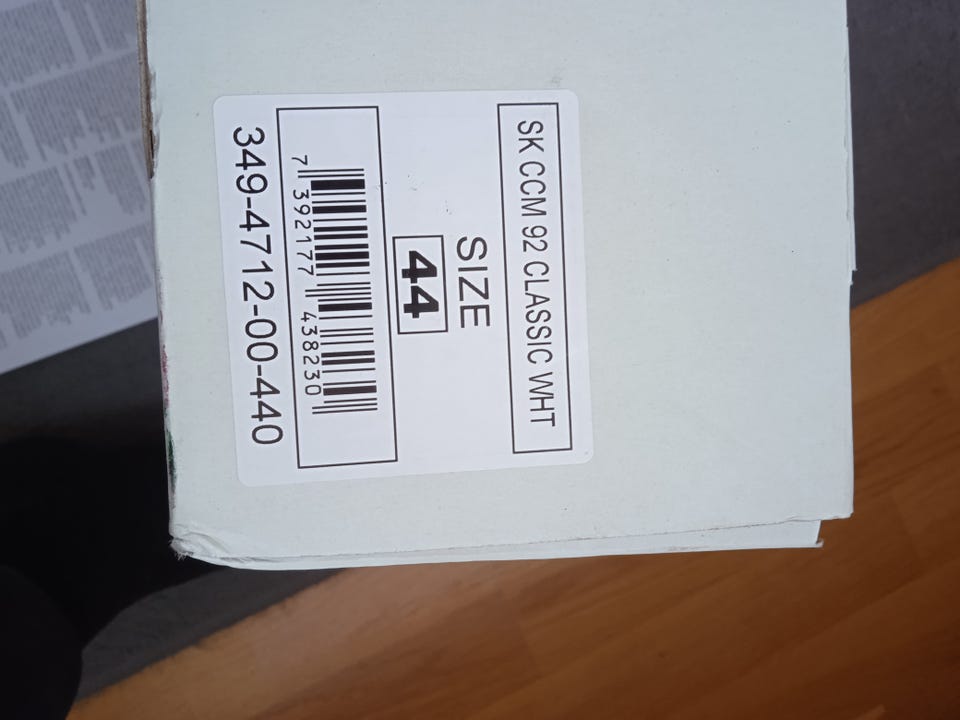 SK CCM 92 CLASSIC WHT
SIZE
44
7 392177 438230
349-4712-00-440